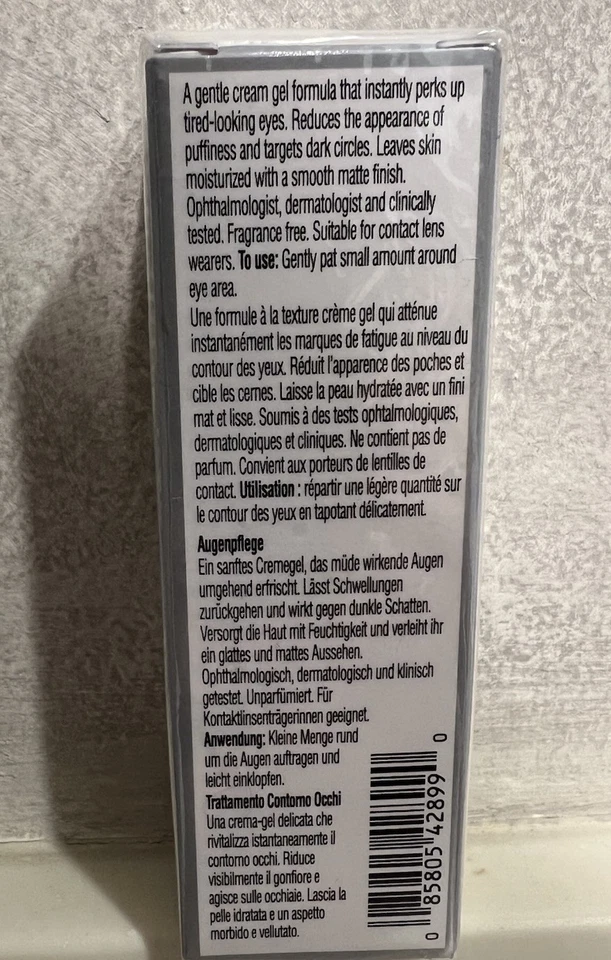 A gentle cream gel formula that instantly perks up
tired-looking eyes. Reduces the appearance of
puffiness and targets dark circles. Leaves skin
moisturized with a smooth matte finish.
Ophthalmologist, dermatologist and clinically
tested. Fragrance free. Suitable for contact lens
wearers. To use: Gently pat small amount around
eye area.
Une formule à la texture crème gel qui atténue
instantanément les marques de fatigue au niveau du
contour des yeux. Réduit l'apparence des poches et
cible les cernes. Laisse la peau hydratée avec un fini
mat et lisse. Soumis à des tests ophtalmologiques,
dermatologiques et cliniques. Ne contient pas de
parfum. Convient aux porteurs de lentilles de
contact. Utilisation : répartir une légère quantité sur
le contour des yeux en tapotant délicatement.
Augenpflege
Ein sanftes Cremegel, das müde wirkende Augen
umgehend erfrischt. Lässt Schwellungen
zurückgehen und wirkt gegen dunkle Schatten.
Versorgt die Haut mit Feuchtigkeit und verleiht ihr
ein glattes und mattes Aussehen.
Ophthalmologisch, dermatologisch und klinisch
getestet. Unparfümiert. Für
Kontaktlinsenträgerinnen geeignet.
Anwendung: Kleine Menge rund
um die Augen auftragen und
leicht einklopfen.
Trattamento Contorno Occhi
Una crema-gel delicata che
rivitalizza istantaneamente il
contorno occhi. Riduce
visibilmente il gonfiore e
agisce sulle occhiaie. Lascia la
pelle idratata e un aspetto
morbido e vellutato.
0 85805 42899 0